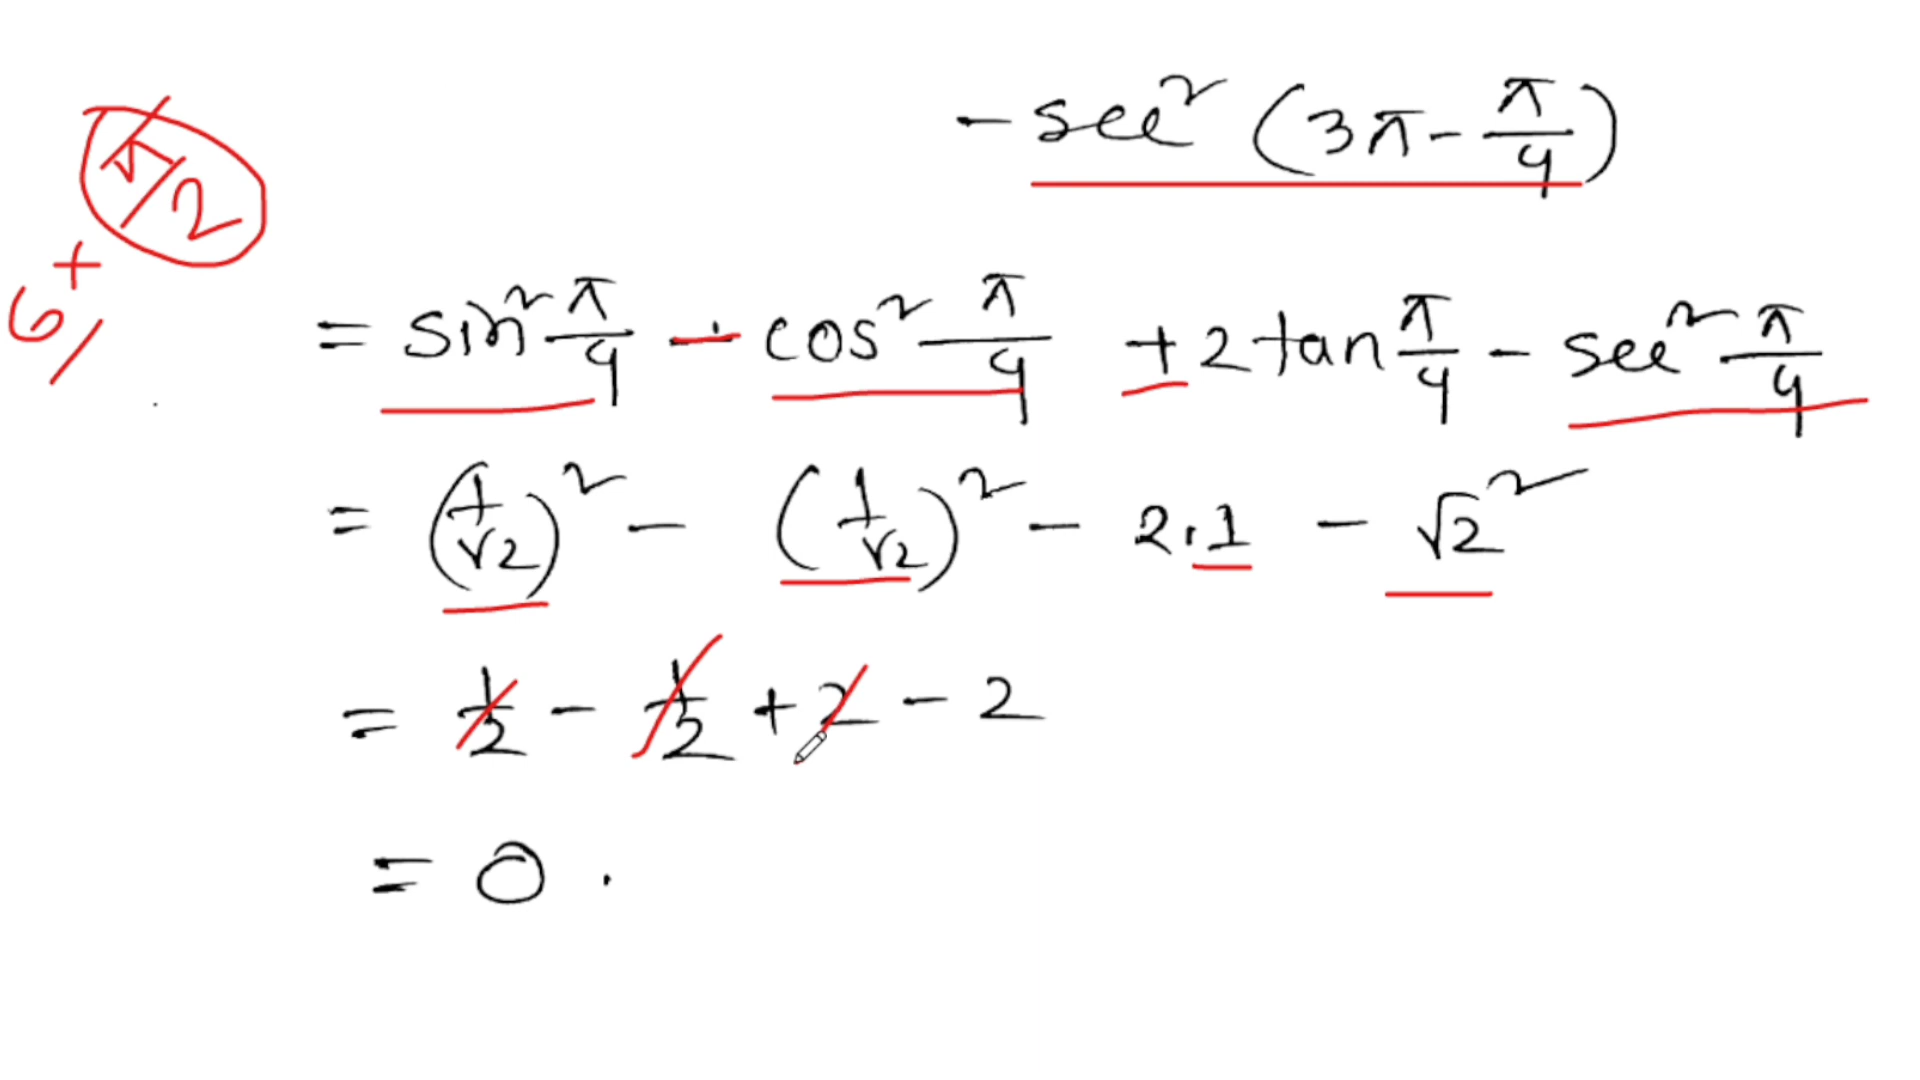 - sec² (3π - π/4)
π/2
+
6/
= sin² π/4 - cos² π/4 + 2 tan π/4 - sec² π/4
= (1/√2)² - (1/√2)² - 2.1 - √2²
= 1/2 - 1/2 + 2 - 2
= 0 .